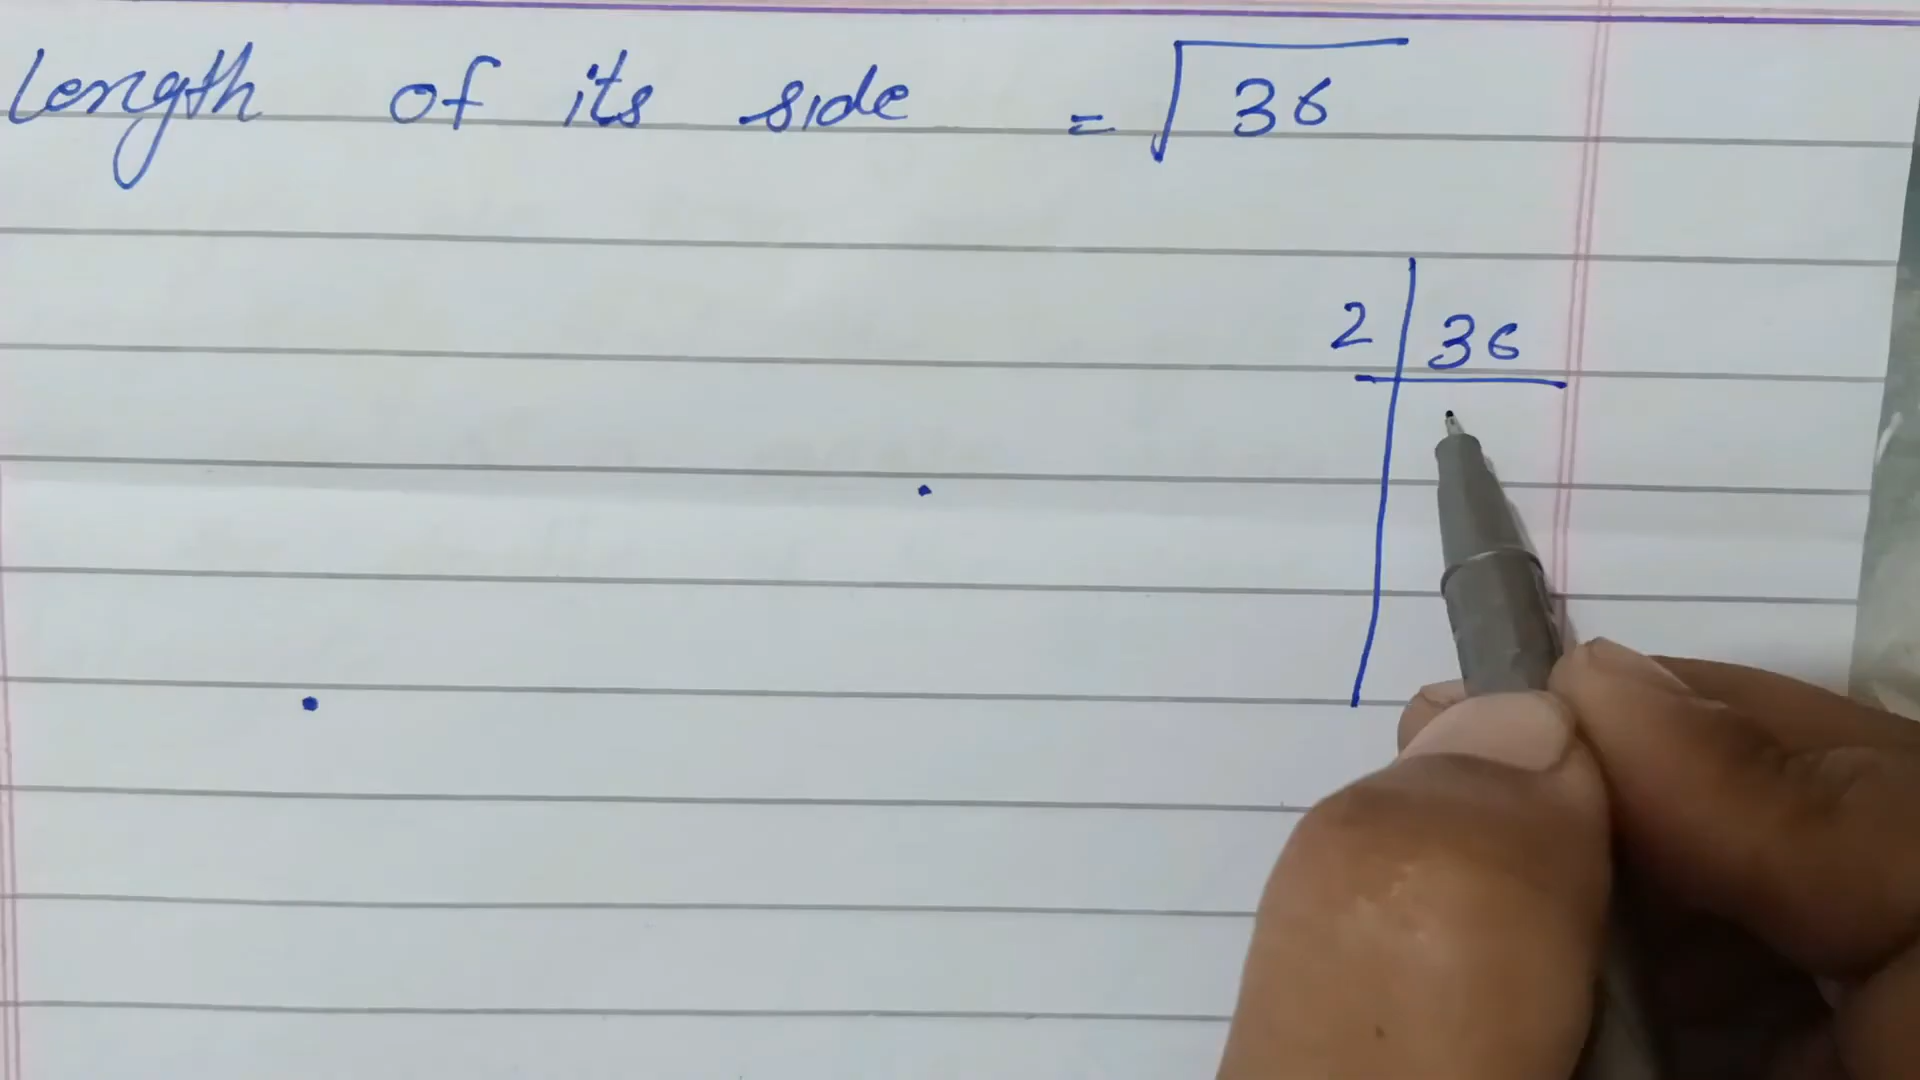 Length of its side = √36
2 | 36